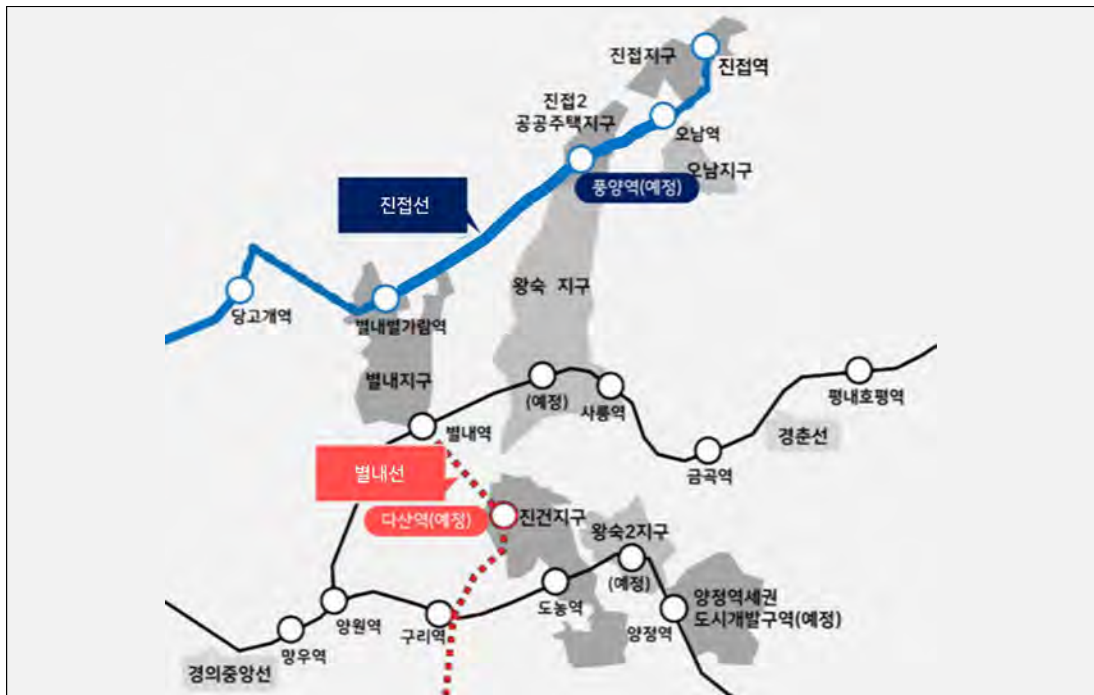 진접지구
진접역
진접2
공공주택지구
오남역
오남지구
풍양역(예정)
진접선
왕숙 지구
당고개역
별내별가람역
별내지구
(예정)
사릉역
평내호평역
별내역
경춘선
금곡역
별내선
다산역(예정)
진건지구
왕숙2지구
(예정)
도농역
양정역세권
도시개발구역(예정)
양원역
구리역
양정역
망우역
경의중앙선